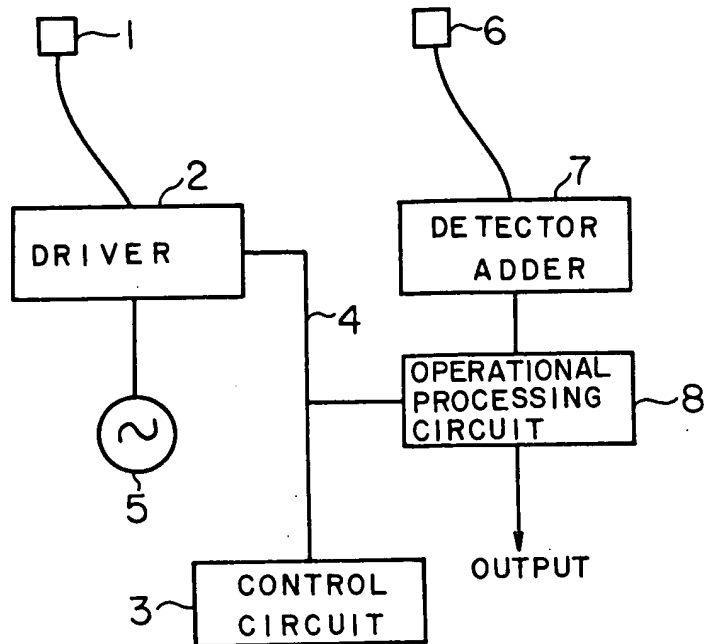 1
6
2
DRIVER
7
DETECTOR
ADDER
4
OPERATIONAL
PROCESSING
CIRCUIT
8
5
OUTPUT
3
CONTROL
CIRCUIT